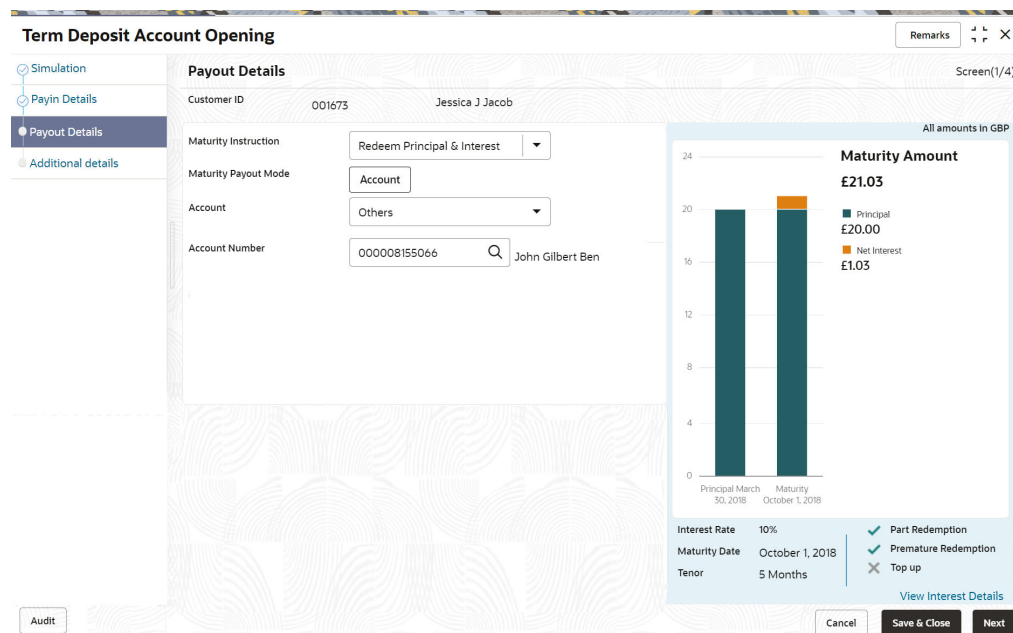 Term Deposit Account Opening
Remarks
Simulation
Payin Details
Payout Details
Additional details
Payout Details
Screen(1/4)
Customer ID 001673 Jessica J Jacob
Maturity Instruction Redeem Principal & Interest
Maturity Payout Mode Account
Account Others
Account Number 000008155066 John Gilbert Ben
All amounts in GBP
24
20
16
12
8
4
0
Principal March
30, 2018
Maturity
October 1, 2018
Maturity Amount
£21.03
Principal
£20.00
Net Interest
£1.03
Interest Rate 10%
Maturity Date October 1, 2018
Tenor 5 Months
Part Redemption
Premature Redemption
Top up
View Interest Details
Audit
Cancel
Save & Close
Next